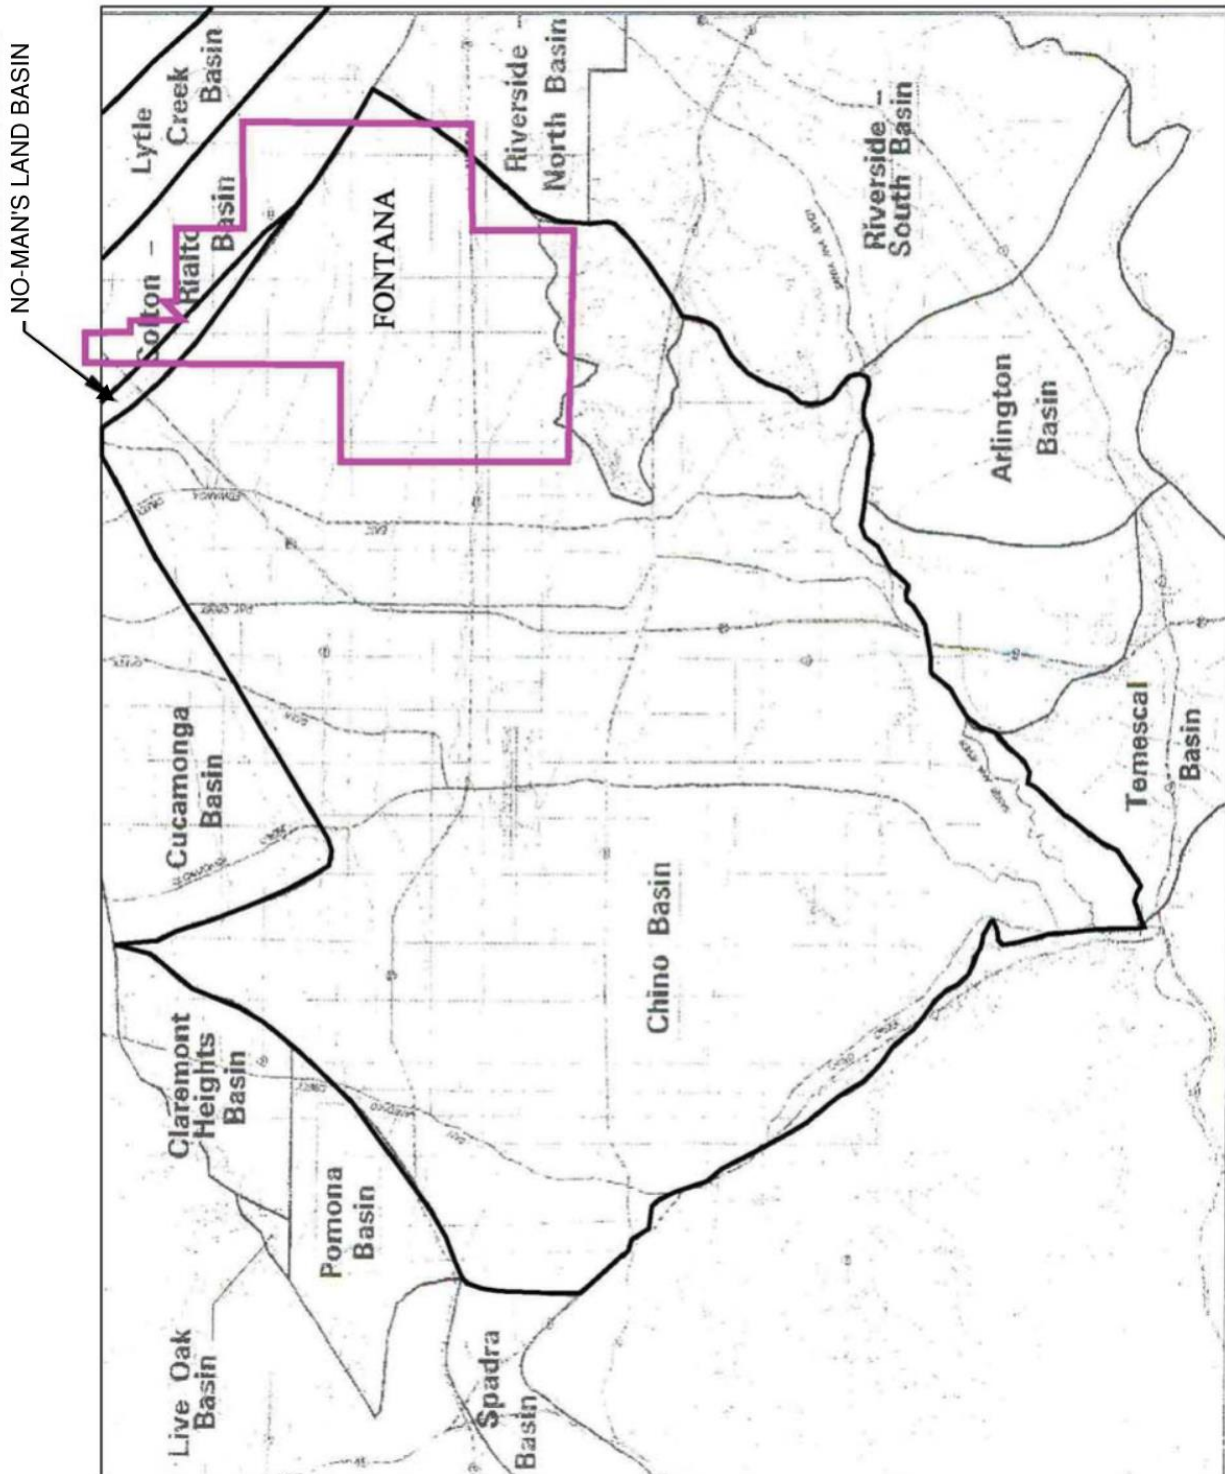 NO-MAN'S LAND BASIN
Lytle
Creek
Basin
Colton -
Rialto
Basin
Riverside -
North Basin
FONTANA
Riverside -
South Basin
Arlington
Basin
Cucamonga
Basin
Chino Basin
Temescal
Basin
Claremont
Heights
Basin
Pomona
Basin
Live Oak
Basin
Spadra
Basin